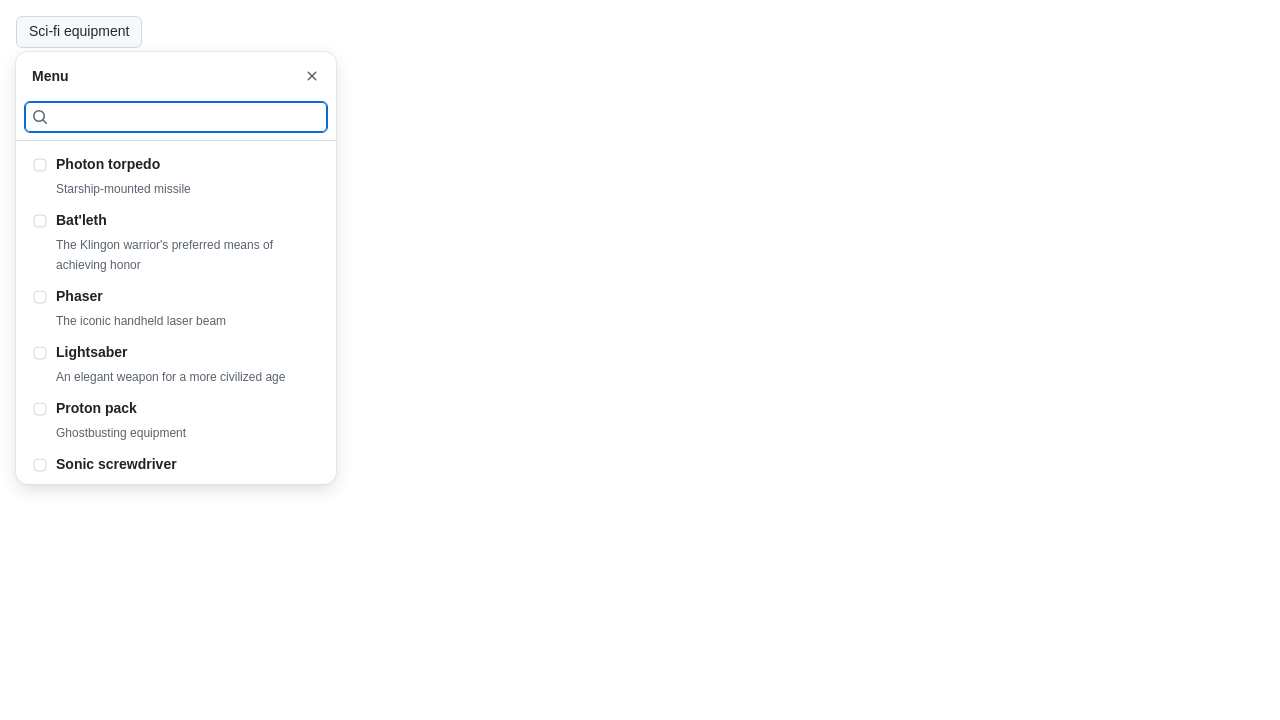 Sci-fi equipment
Menu
Photon torpedo
Starship-mounted missile
Bat'leth
The Klingon warrior's preferred means of
achieving honor
Phaser
The iconic handheld laser beam
Lightsaber
An elegant weapon for a more civilized age
Proton pack
Ghostbusting equipment
Sonic screwdriver